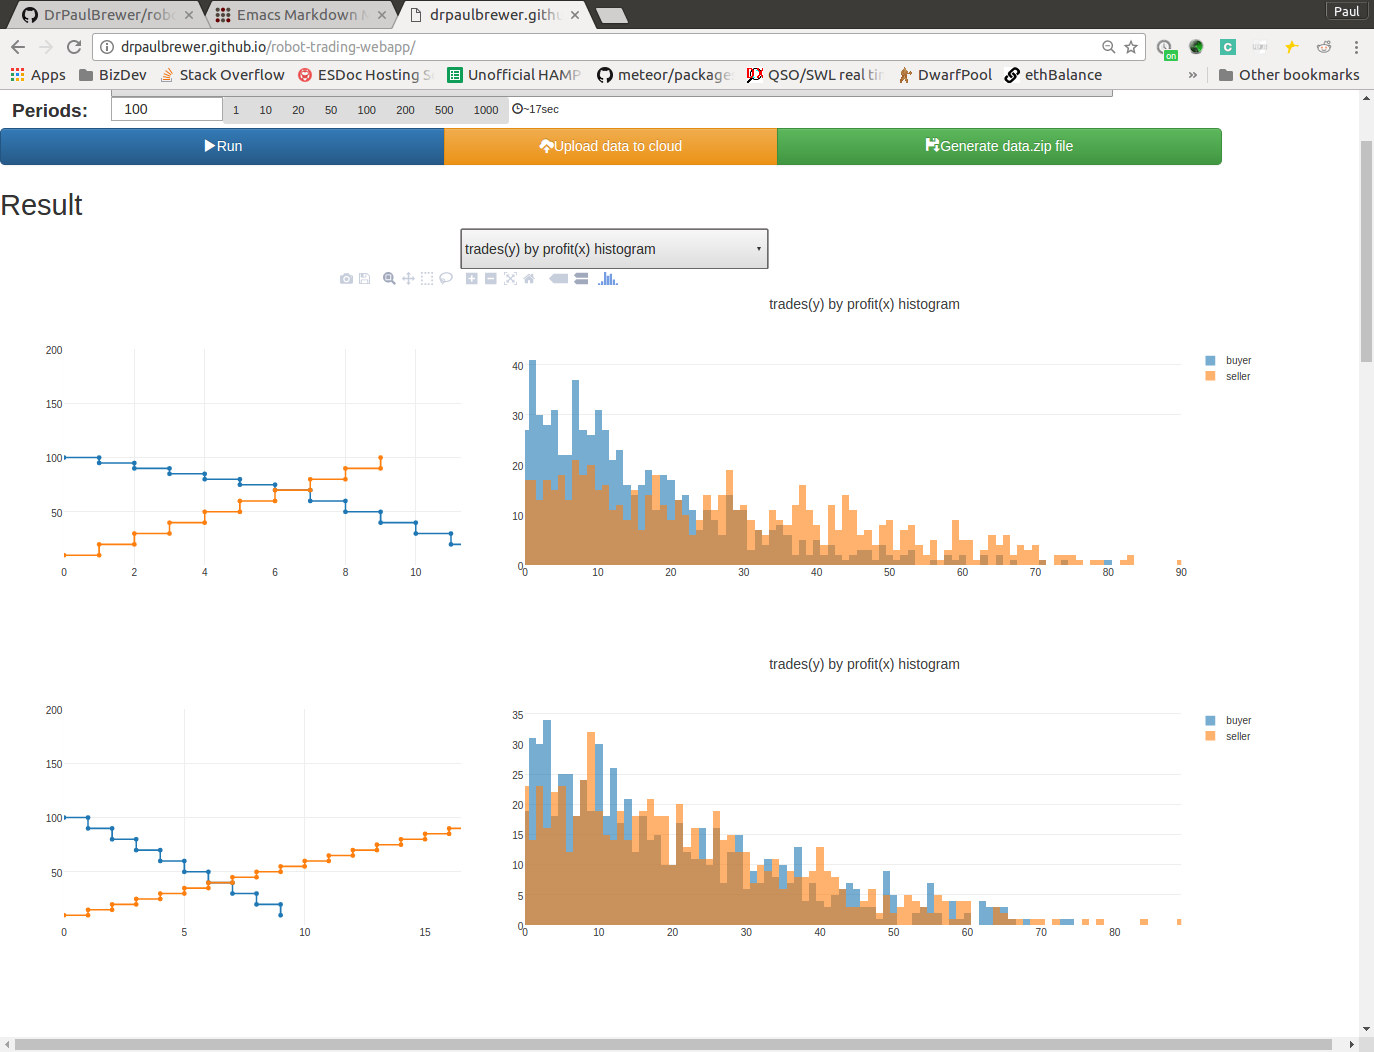 Paul
DrPaulBrewer/rob
Emacs Markdown M
drpaulbrewer.gith
drpaulbrewer.github.io/robot-trading-webapp/
on
Apps BizDev Stack Overflow ESDoc Hosting S Unofficial HAMP meteor/package QSO/SWL real ti DwarfPool ethBalance » Other bookmarks
Periods: 100 1 10 20 50 100 200 500 1000 ~17sec
Run Upload data to cloud Generate data.zip file
Result
trades(y) by profit(x) histogram
trades(y) by profit(x) histogram
200
150
100
50
0 2 4 6 8 10
40
30
20
10
0
0 10 20 30 40 50 60 70 80 90
buyer
seller
trades(y) by profit(x) histogram
200
150
100
50
0 5 10 15
35
30
25
20
15
10
5
0
0 10 20 30 40 50 60 70 80
buyer
seller